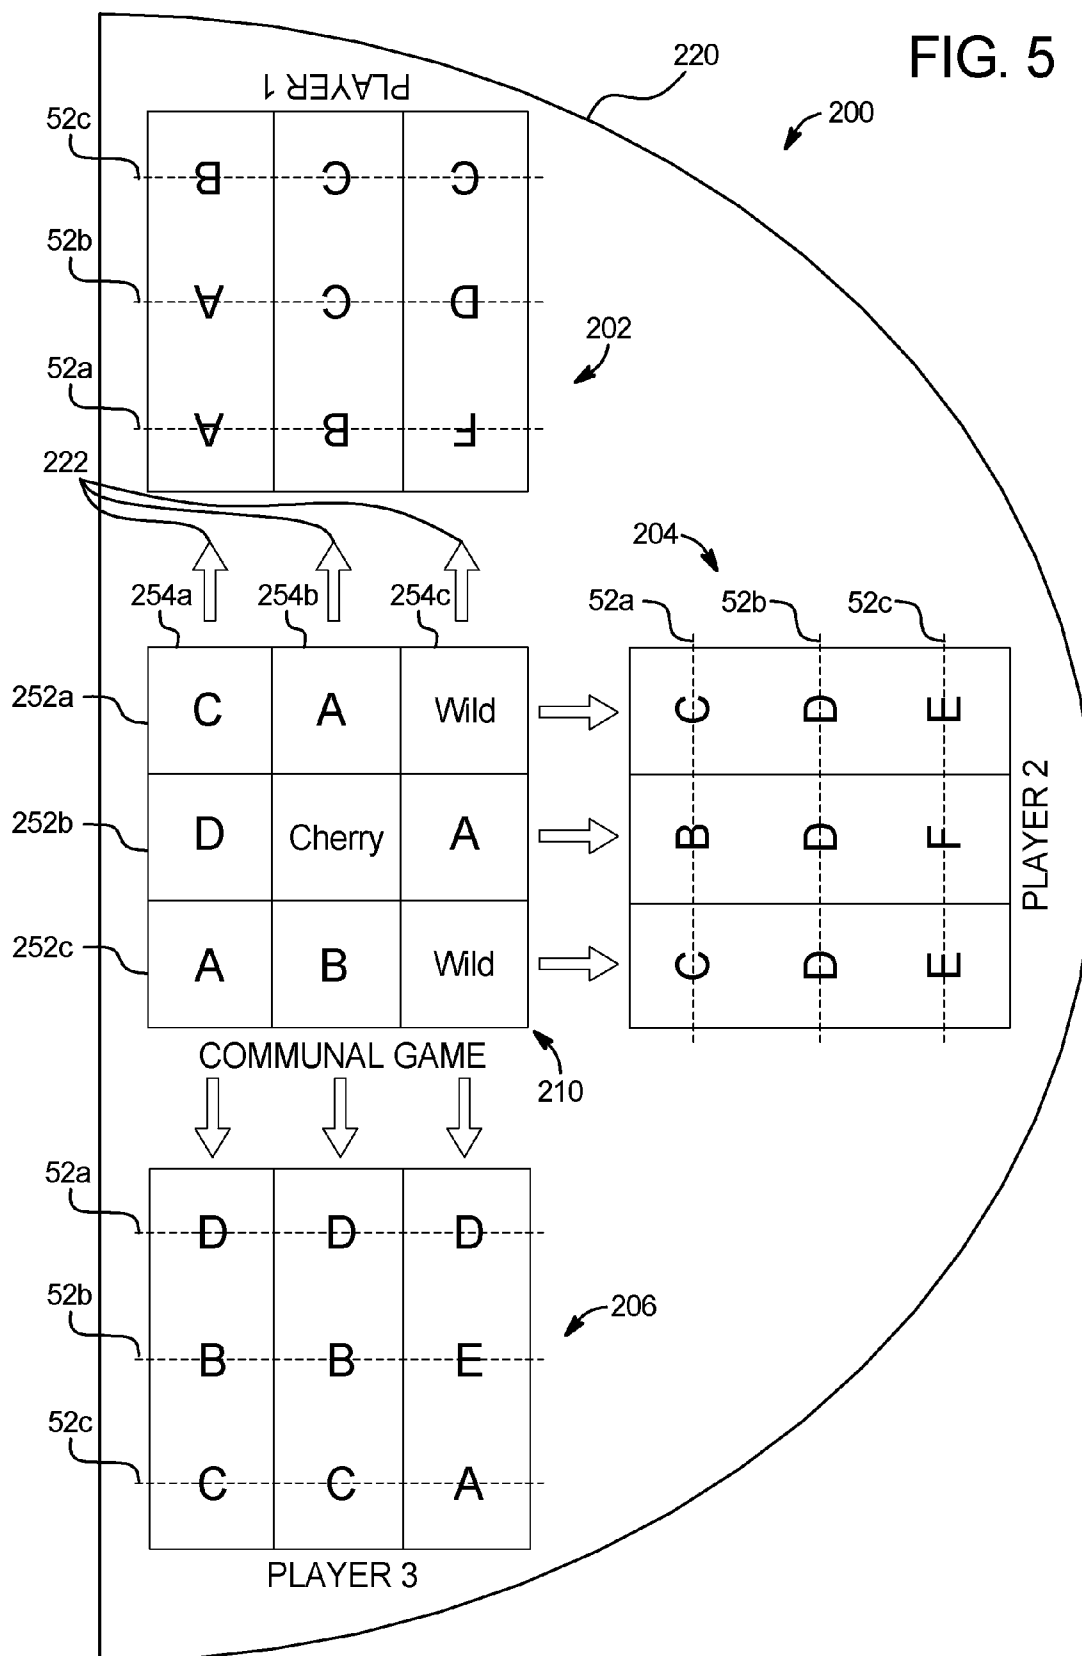 FIG. 5
220
200
PLAYER 1
52c
B C C
52b
A C D
202
52a
A B F
222
204
254a 254b 254c
52a 52b 52c
252a
C A Wild
C D E
252b
D Cherry A
B D F
PLAYER 2
252c
A B Wild
C D E
COMMUNAL GAME
210
52a
D D D
52b
B B E
206
52c
C C A
PLAYER 3